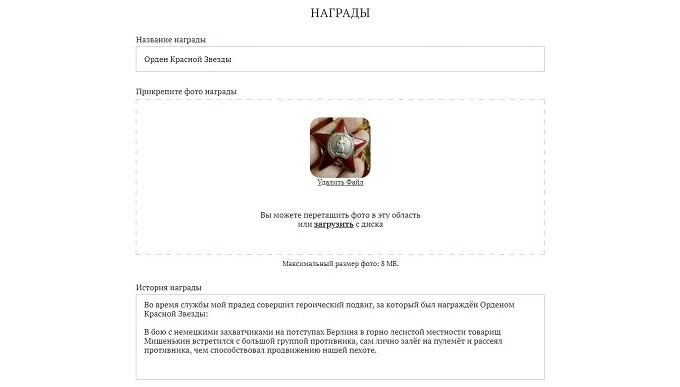 НАГРАДЫ
Название награды
Орден Красной Звезды
Прикрепите фото награды
Удалить Файл
Вы можете перетащить фото в эту область
или загрузить с диска
Максимальный размер фото: 8 МБ.
История награды
Во время службы мой прадед совершил героический подвиг, за который был награждён Орденом
Красной Звезды:
В бою с немецкими захватчиками на потступах Берлина в горно лесистой местности товарищ
Мишенькин встретился с большой группой противника, сам лично залёг на пулемёт и рассеял
противника, чем способствовал продвижению нашей пехоте.